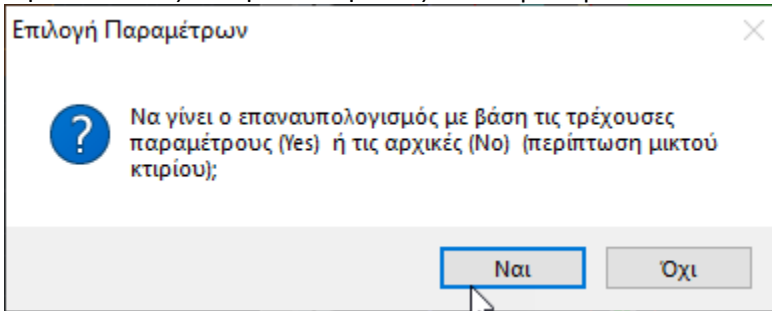 Επιλογή Παραμέτρων
Να γίνει ο επαναυπολογισμός με βάση τις τρέχουσες
παραμέτρους (Yes) ή τις αρχικές (No) (περίπτωση μικτού
κτιρίου);
Ναι Όχι